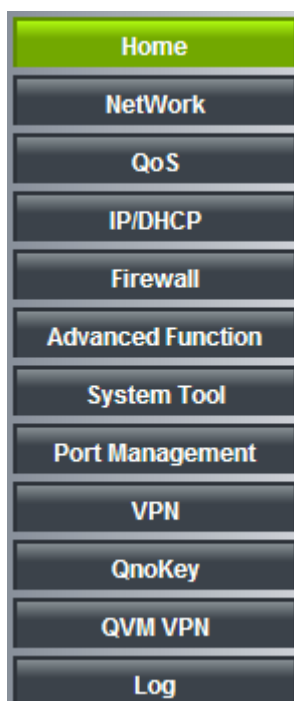 Home
NetWork
QoS
IP/DHCP
Firewall
Advanced Function
System Tool
Port Management
VPN
QnoKey
QVM VPN
Log